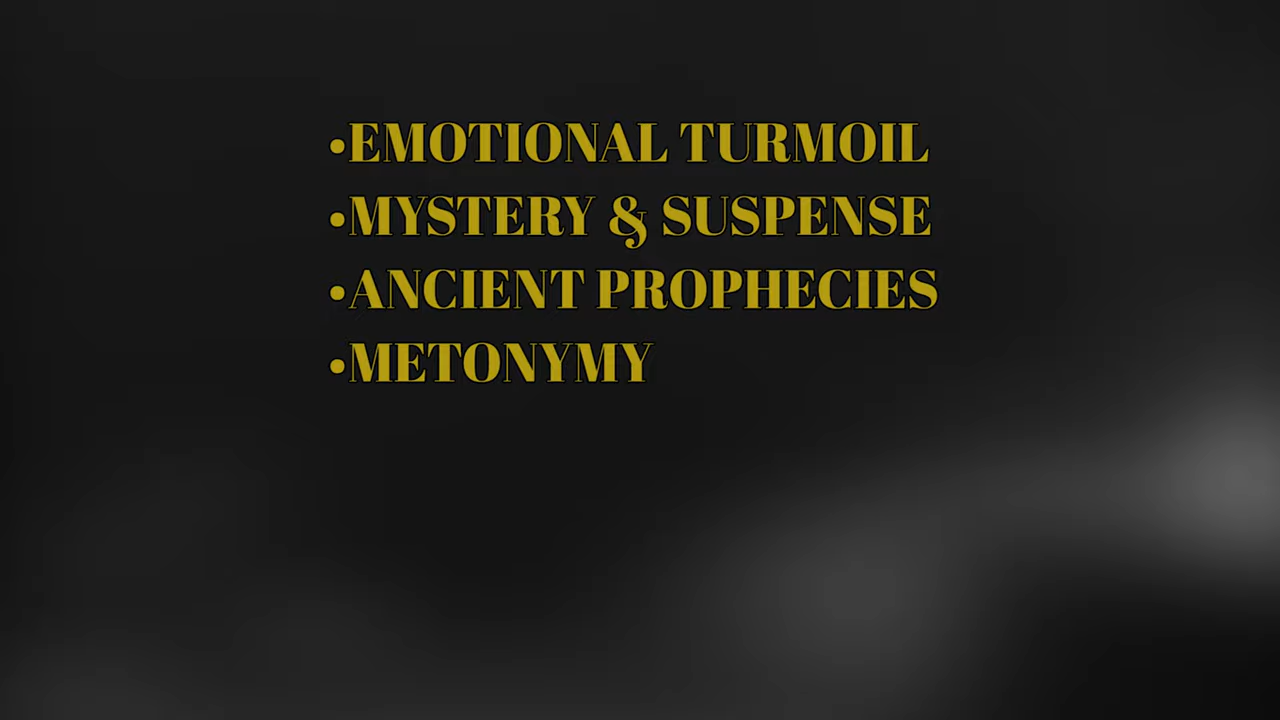 •EMOTIONAL TURMOIL
•MYSTERY & SUSPENSE
•ANCIENT PROPHECIES
•METONYMY